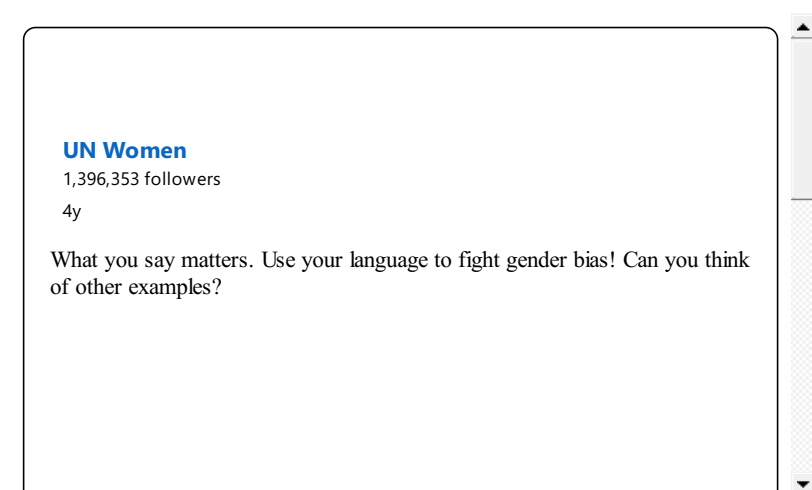 UN Women
1,396,353 followers
4y
What you say matters. Use your language to fight gender bias! Can you think
of other examples?